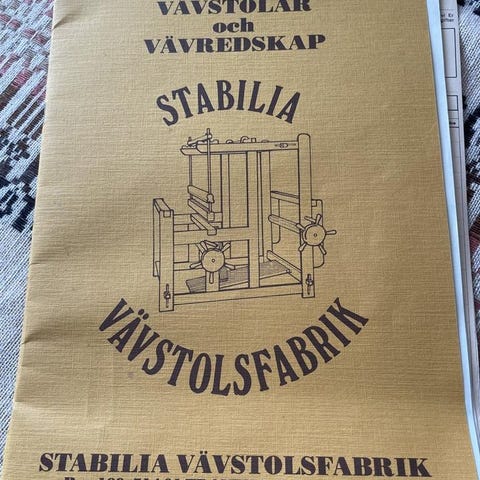 VÄVSTOLAR
och
VÄVREDSKAP
STABILIA
VÄVSTOLSFABRIK
STABILIA VÄVSTOLSFABRIK